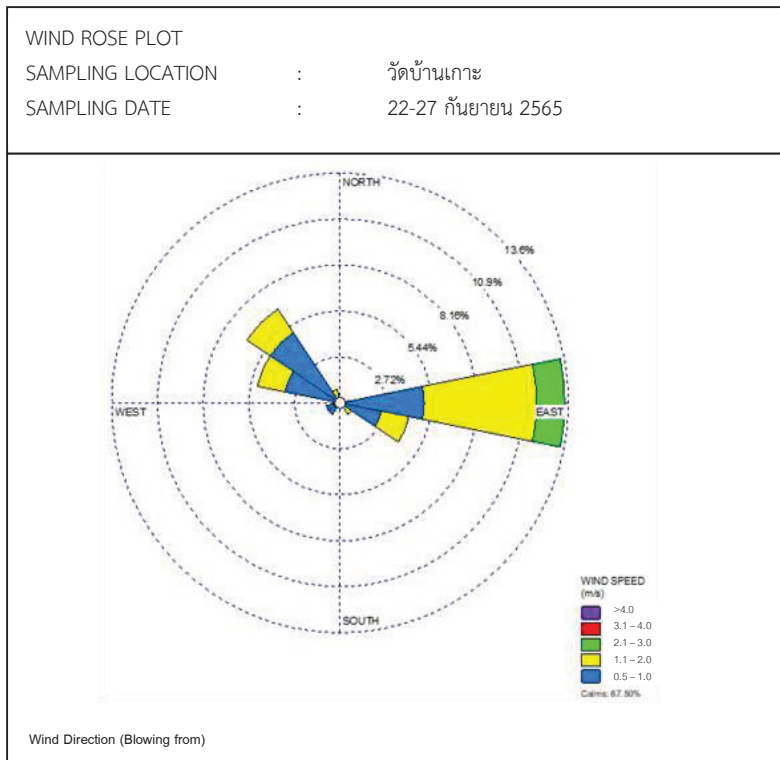 WIND ROSE PLOT
SAMPLING LOCATION : วัดบ้านเกาะ
SAMPLING DATE : 22-27 กันยายน 2565
NORTH
13.6%
10.9%
8.16%
5.44%
2.72%
WEST
EAST
SOUTH
WIND SPEED
(m/s)
>4.0
3.1 – 4.0
2.1 – 3.0
1.1 – 2.0
0.5 – 1.0
Calms: 67.50%
Wind Direction (Blowing from)